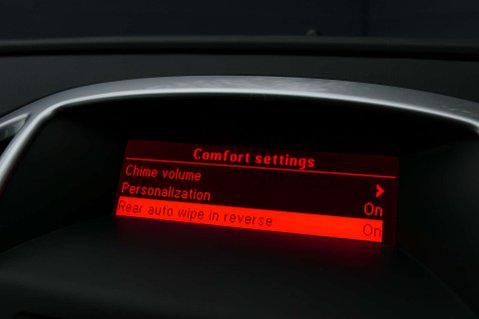 Comfort settings
Chime volume
Personalization On
Rear auto wipe in reverse On